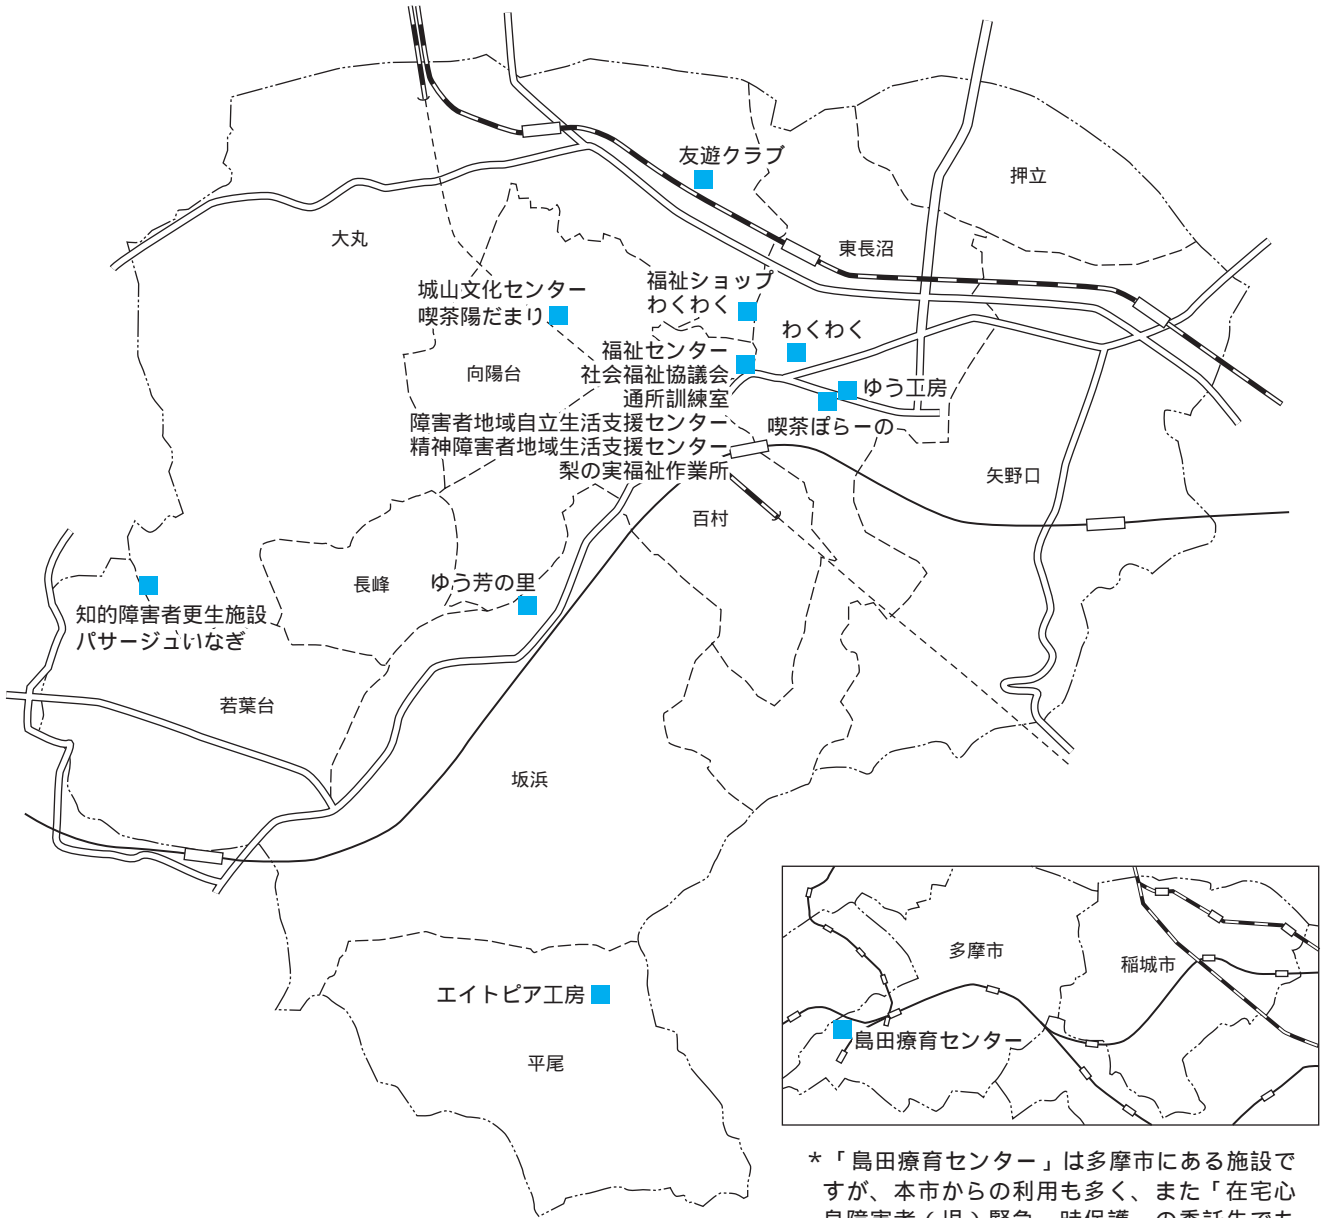 友遊クラブ
押立
大丸
東長沼
城山文化センター
喫茶陽だまり
福祉ショップ
わくわく
わくわく
福祉センター
社会福祉協議会
通所訓練室
障害者地域自立生活支援センター
精神障害者地域生活支援センター
梨の実福祉作業所
向陽台
ゆう工房
喫茶ぽらーの
矢野口
百村
長峰
ゆう芳の里
知的障害者更生施設
パサージュいなぎ
若葉台
坂浜
エイトピア工房
平尾
多摩市
稲城市
島田療育センター
*「島田療育センター」は多摩市にある施設で
すが、本市からの利用も多く、また「在宅心